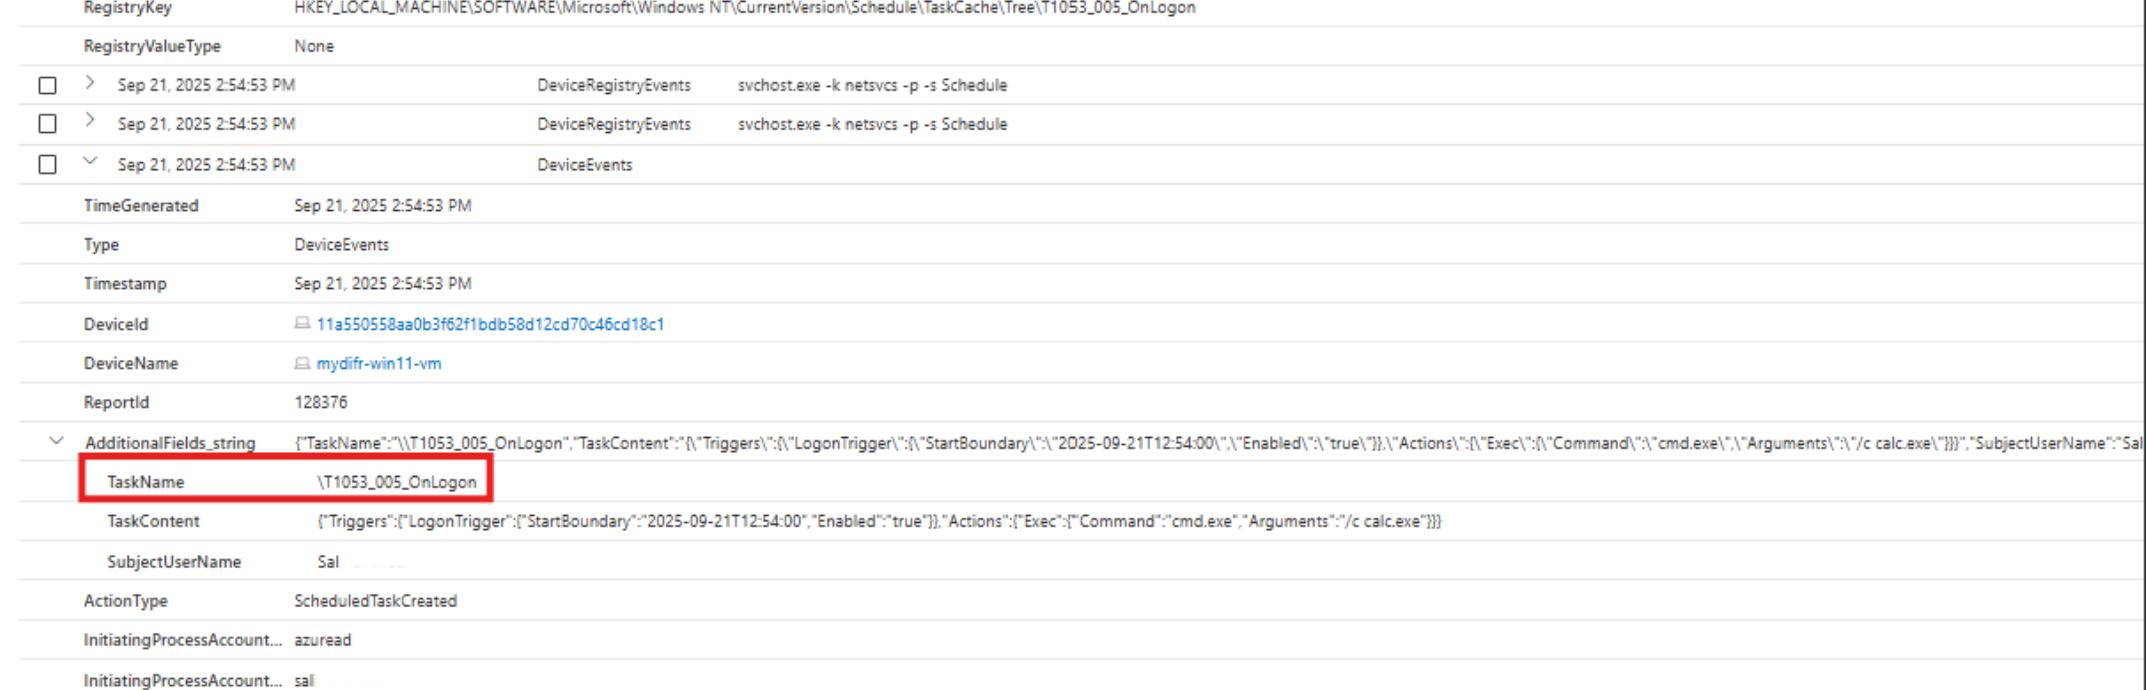 RegistryKey HKEY_LOCAL_MACHINE\SOFTWARE\Microsoft\Windows NT\CurrentVersion\Schedule\TaskCache\Tree\T1053_005_OnLogon
RegistryValueType None
Sep 21, 2025 2:54:53 PM DeviceRegistryEvents svchost.exe -k netsvcs -p -s Schedule
Sep 21, 2025 2:54:53 PM DeviceRegistryEvents svchost.exe -k netsvcs -p -s Schedule
Sep 21, 2025 2:54:53 PM DeviceEvents
TimeGenerated Sep 21, 2025 2:54:53 PM
Type DeviceEvents
Timestamp Sep 21, 2025 2:54:53 PM
DeviceId 11a550558aa0b3f62f1bdb58d12cd70c46cd18c1
DeviceName mydifr-win11-vm
ReportId 128376
AdditionalFields_string {"TaskName":"\\T1053_005_OnLogon","TaskContent":"{\"Triggers\":{\"LogonTrigger\":{\"StartBoundary\":\"2025-09-21T12:54:00\",\"Enabled\":\"true\"}},\"Actions\":{\"Exec\":{\"Command\":\"cmd.exe\",\"Arguments\":\"/c calc.exe\"}}}","SubjectUserName":"Sal
TaskName \T1053_005_OnLogon
TaskContent {"Triggers":{"LogonTrigger":{"StartBoundary":"2025-09-21T12:54:00","Enabled":"true"}},"Actions":{"Exec":{"Command":"cmd.exe","Arguments":"/c calc.exe"}}}
SubjectUserName Sal
ActionType ScheduledTaskCreated
InitiatingProcessAccount... azuread
InitiatingProcessAccount... sal